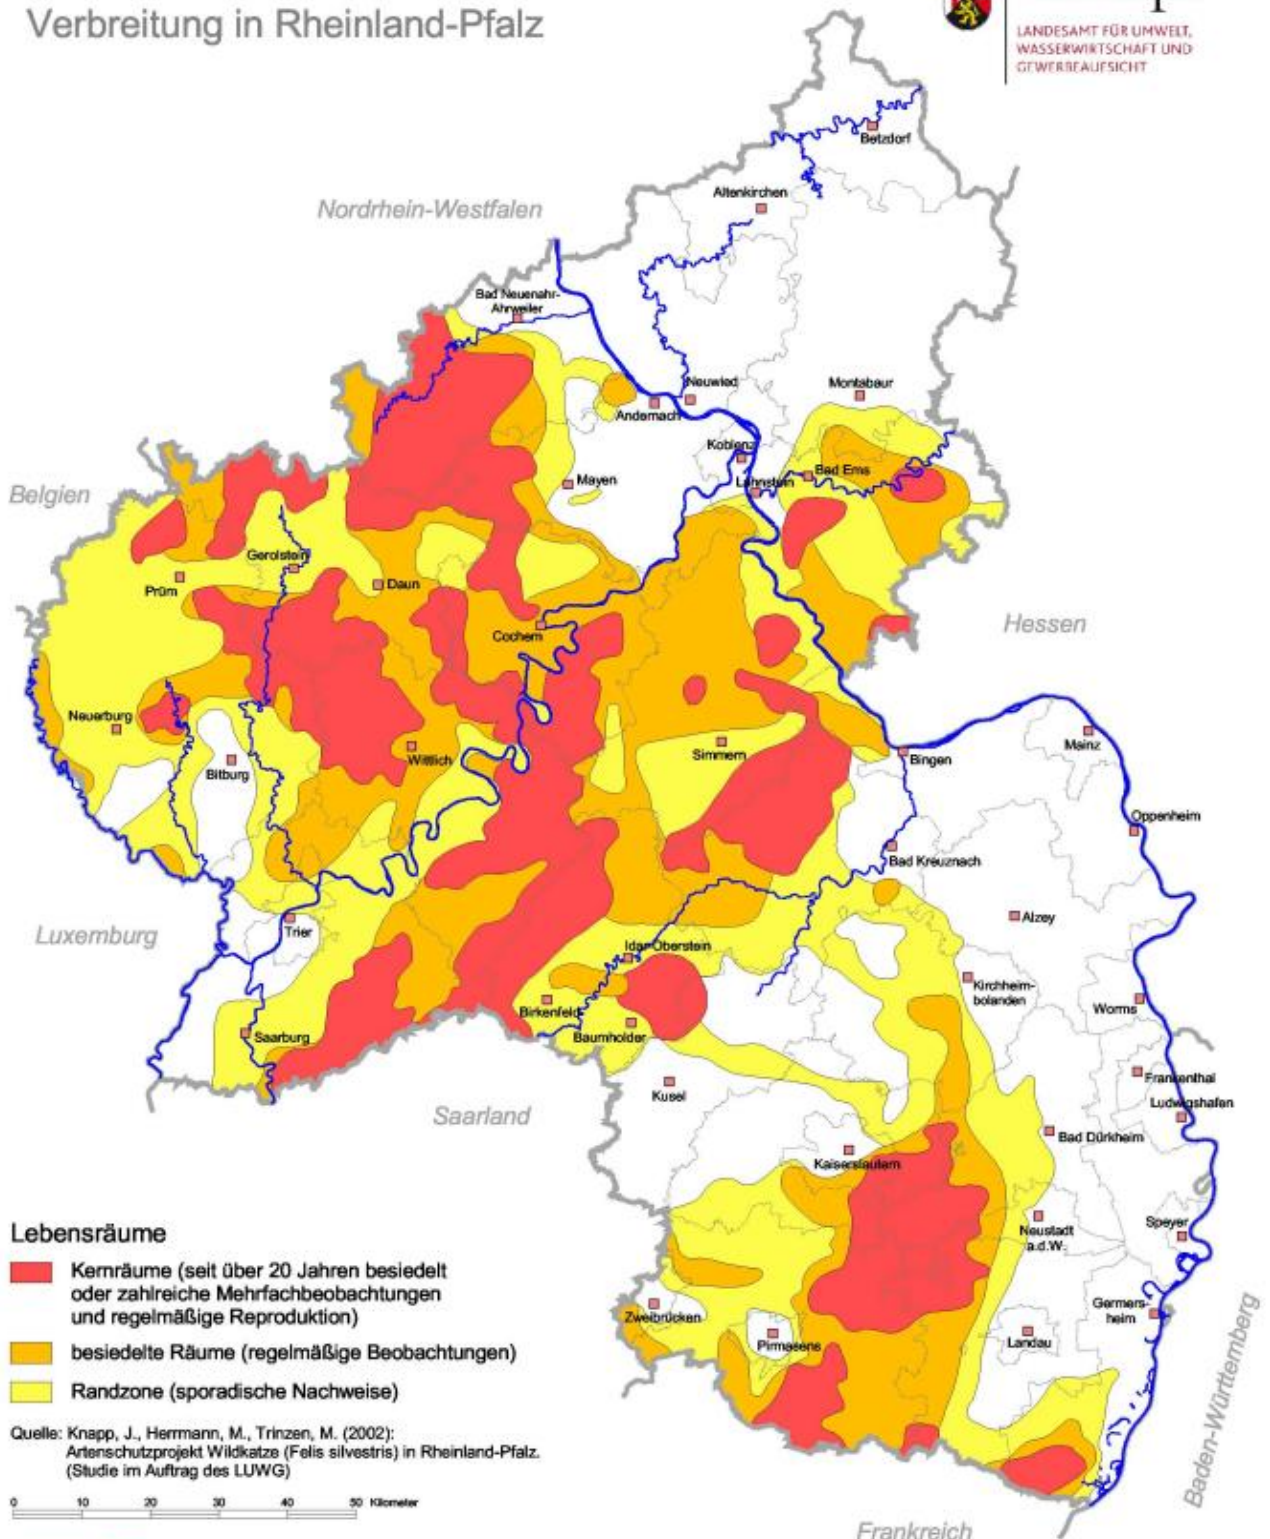 Verbreitung in Rheinland-Pfalz
LANDESAMT FÜR UMWELT,
WASSERWIRTSCHAFT UND
GEWERBEAUFSICHT
Betzdorf
Altenkirchen
Nordrhein-Westfalen
Bad Neuenahr-
Ahrweiler
Neuwied
Montabaur
Andernach
Koblenz
Bad Ems
Mayen
Lahnstein
Belgien
Gerolstein
Prüm
Daun
Hessen
Cochem
Neuerburg
Mainz
Simmern
Bingen
Wittlich
Bitburg
Oppenheim
Bad Kreuznach
Alzey
Luxemburg
Trier
Idar-Oberstein
Kirchheim-
bolanden
Worms
Birkenfeld
Saarburg
Baumholder
Frankenthal
Kusel
Ludwigshafen
Saarland
Bad Dürkheim
Kaiserslautern
Speyer
Neustadt
a.d.W.
Lebensräume
Kernräume (seit über 20 Jahren besiedelt
oder zahlreiche Mehrfachbeobachtungen
und regelmäßige Reproduktion)
besiedelte Räume (regelmäßige Beobachtungen)
Randzone (sporadische Nachweise)
Zweibrücken
Germers-
heim
Pirmasens
Landau
Baden-Württemberg
Quelle: Knapp, J., Herrmann, M., Trinzen, M. (2002):
Artenschutzprojekt Wildkatze (Felis silvestris) in Rheinland-Pfalz.
(Studie im Auftrag des LUWG)
0 10 20 30 40 50 Kilometer
Frankreich